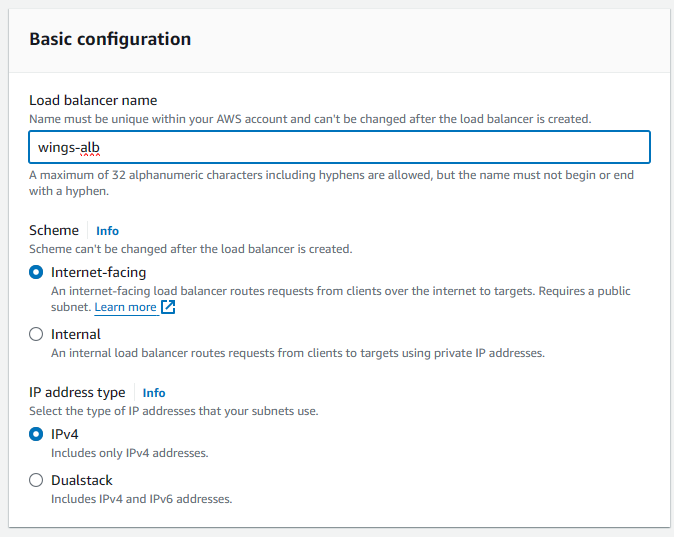 Basic configuration
Load balancer name
Name must be unique within your AWS account and can't be changed after the load balancer is created.
wings-alb
A maximum of 32 alphanumeric characters including hyphens are allowed, but the name must not begin or end
with a hyphen.
Scheme Info
Scheme can't be changed after the load balancer is created.
Internet-facing
An internet-facing load balancer routes requests from clients over the internet to targets. Requires a public
subnet. Learn more
Internal
An internal load balancer routes requests from clients to targets using private IP addresses.
IP address type Info
Select the type of IP addresses that your subnets use.
IPv4
Includes only IPv4 addresses.
Dualstack
Includes IPv4 and IPv6 addresses.